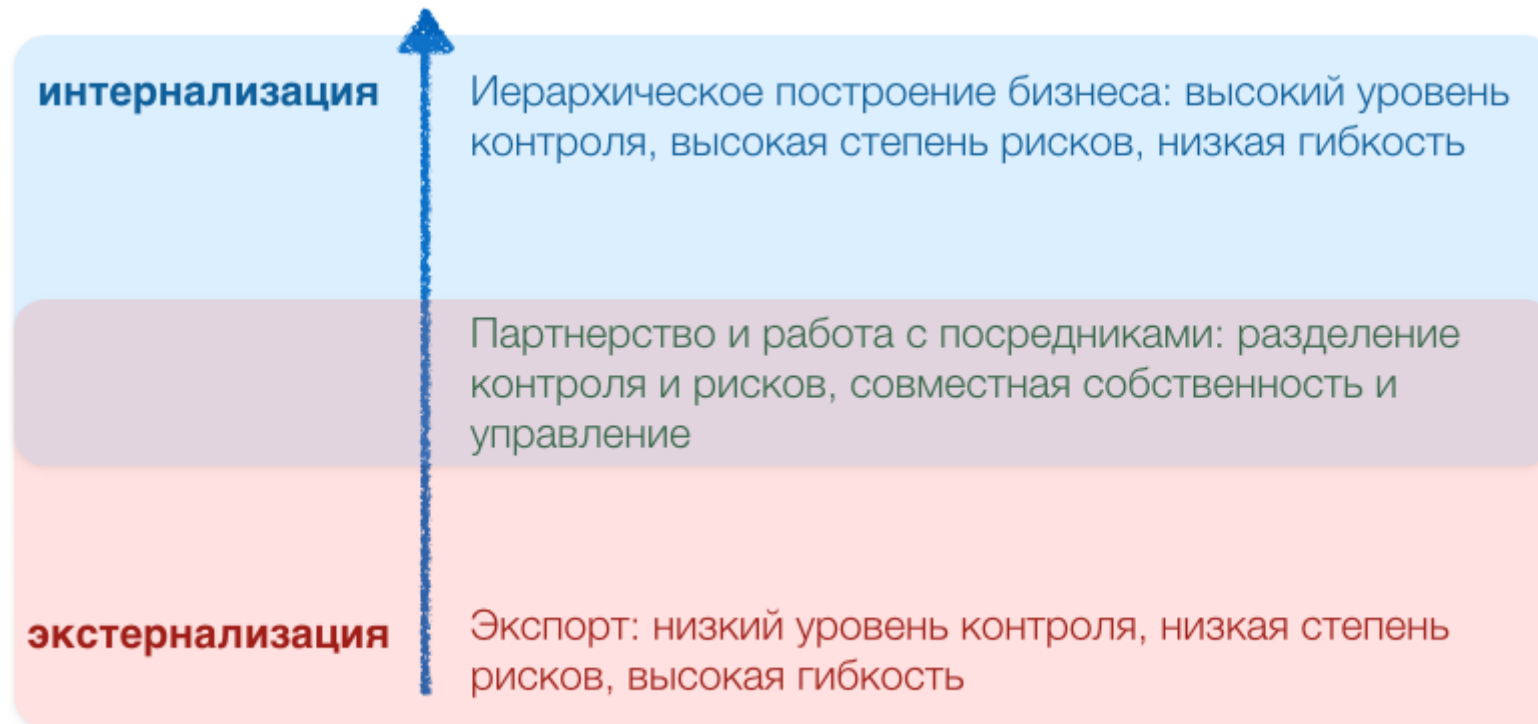 интернализация
Иерархическое построение бизнеса: высокий уровень
контроля, высокая степень рисков, низкая гибкость
Партнерство и работа с посредниками: разделение
контроля и рисков, совместная собственность и
управление
экстернализация
Экспорт: низкий уровень контроля, низкая степень
рисков, высокая гибкость